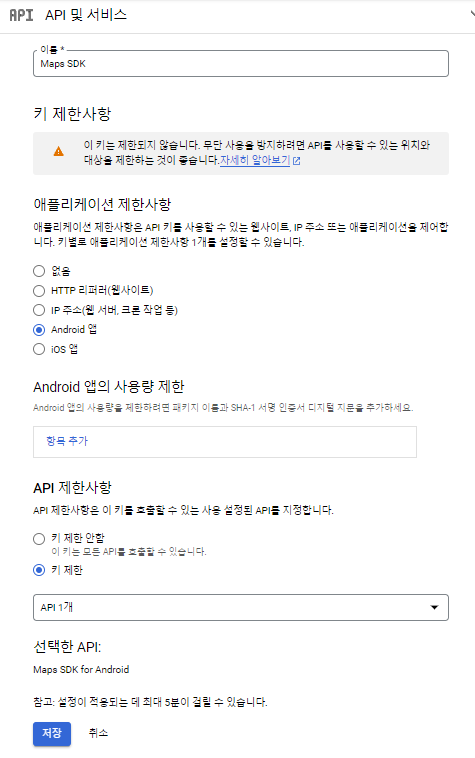 API API 및 서비스
이름 *
Maps SDK
키 제한사항
이 키는 제한되지 않습니다. 무단 사용을 방지하려면 API를 사용할 수 있는 위치와
대상을 제한하는 것이 좋습니다.자세히 알아보기
애플리케이션 제한사항
애플리케이션 제한사항은 API 키를 사용할 수 있는 웹사이트, IP 주소 또는 애플리케이션을 제어합
니다. 키별로 애플리케이션 제한사항 1개를 설정할 수 있습니다.
없음
HTTP 리퍼러(웹사이트)
IP 주소(웹 서버, 크론 작업 등)
Android 앱
iOS 앱
Android 앱의 사용량 제한
Android 앱의 사용량을 제한하려면 패키지 이름과 SHA-1 서명 인증서 디지털 지문을 추가하세요.
항목 추가
API 제한사항
API 제한사항은 이 키를 호출할 수 있는 사용 설정된 API를 지정합니다.
키 제한 안함
이 키는 모든 API를 호출할 수 있습니다.
키 제한
API 1개
선택한 API:
Maps SDK for Android
참고: 설정이 적용되는 데 최대 5분이 걸릴 수 있습니다.
저장 취소